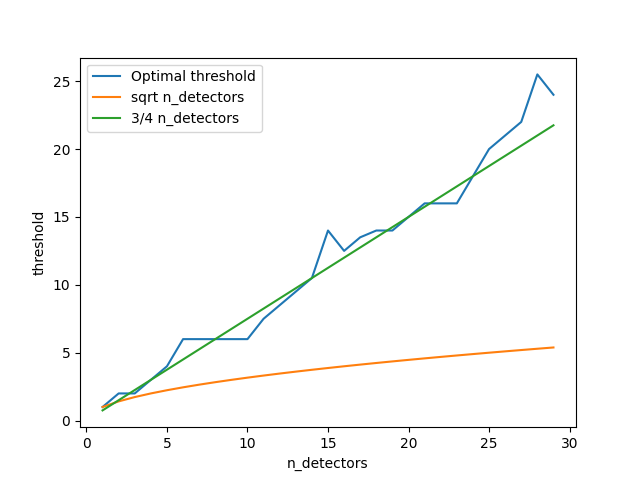 Optimal threshold
sqrt n_detectors
3/4 n_detectors
threshold
25
20
15
10
5
0
0 5 10 15 20 25 30
n_detectors